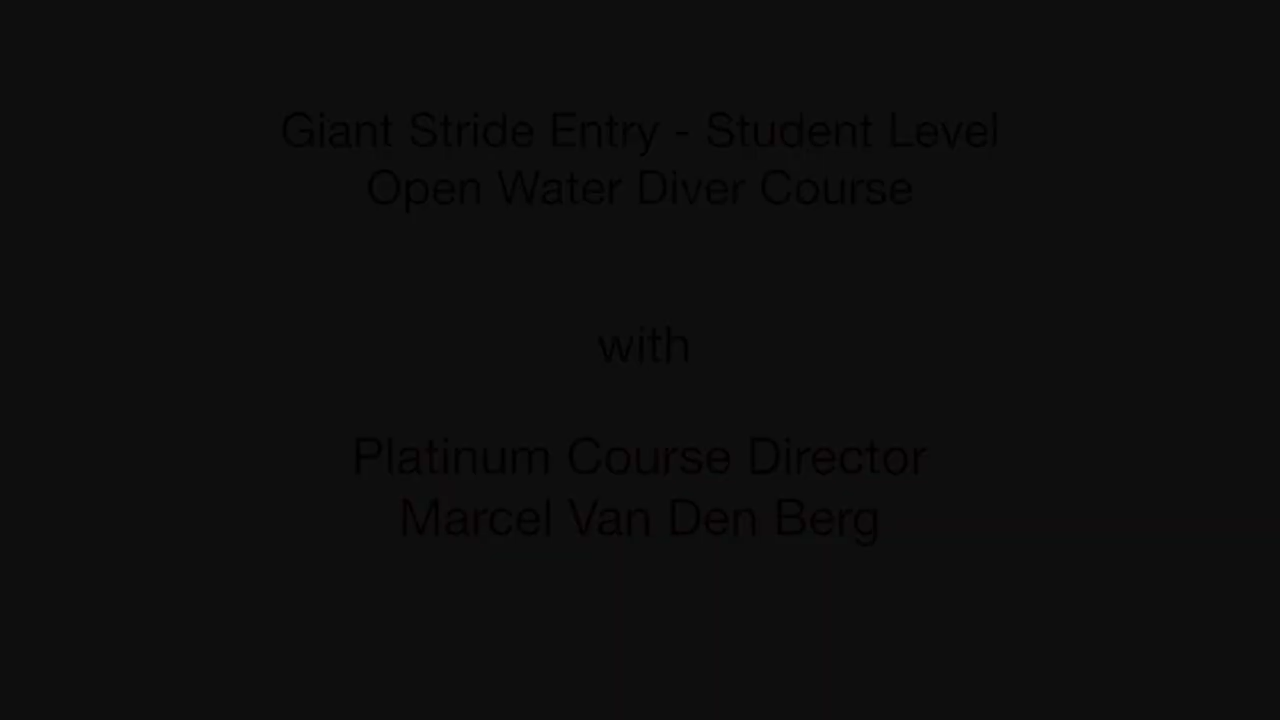 Giant Stride Entry - Student Level
Open Water Diver Course
with
Platinum Course Director
Marcel Van Den Berg